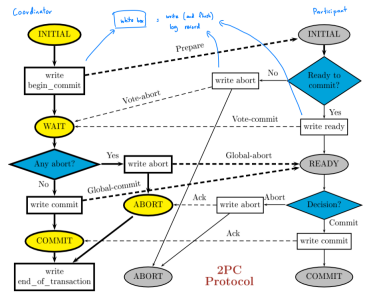 Coordinator
Participant
write box = write (and flush)
log record
INITIAL
INITIAL
Prepare
write
begin_commit
write abort
No
Ready to
commit?
Vote-abort
Yes
WAIT
Vote-commit
write ready
Any abort?
Yes
write abort
Global-abort
READY
No
Global-commit
write commit
ABORT
Ack
write abort
Abort
Decision?
Commit
COMMIT
Ack
write commit
write
end_of_transaction
ABORT
2PC
Protocol
COMMIT